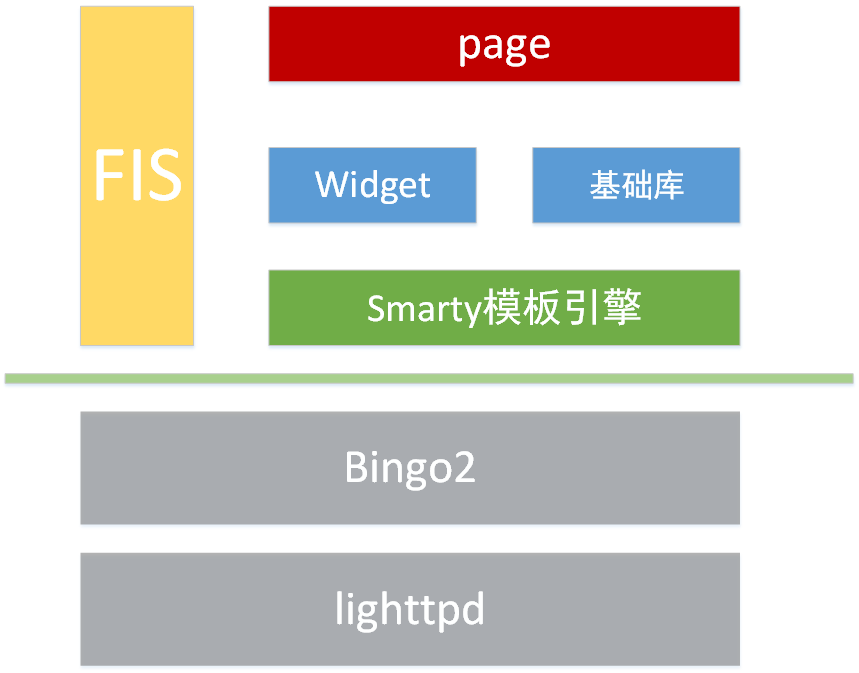 FIS
page
Widget
基础库
Smarty模板引擎
Bingo2
lighttpd